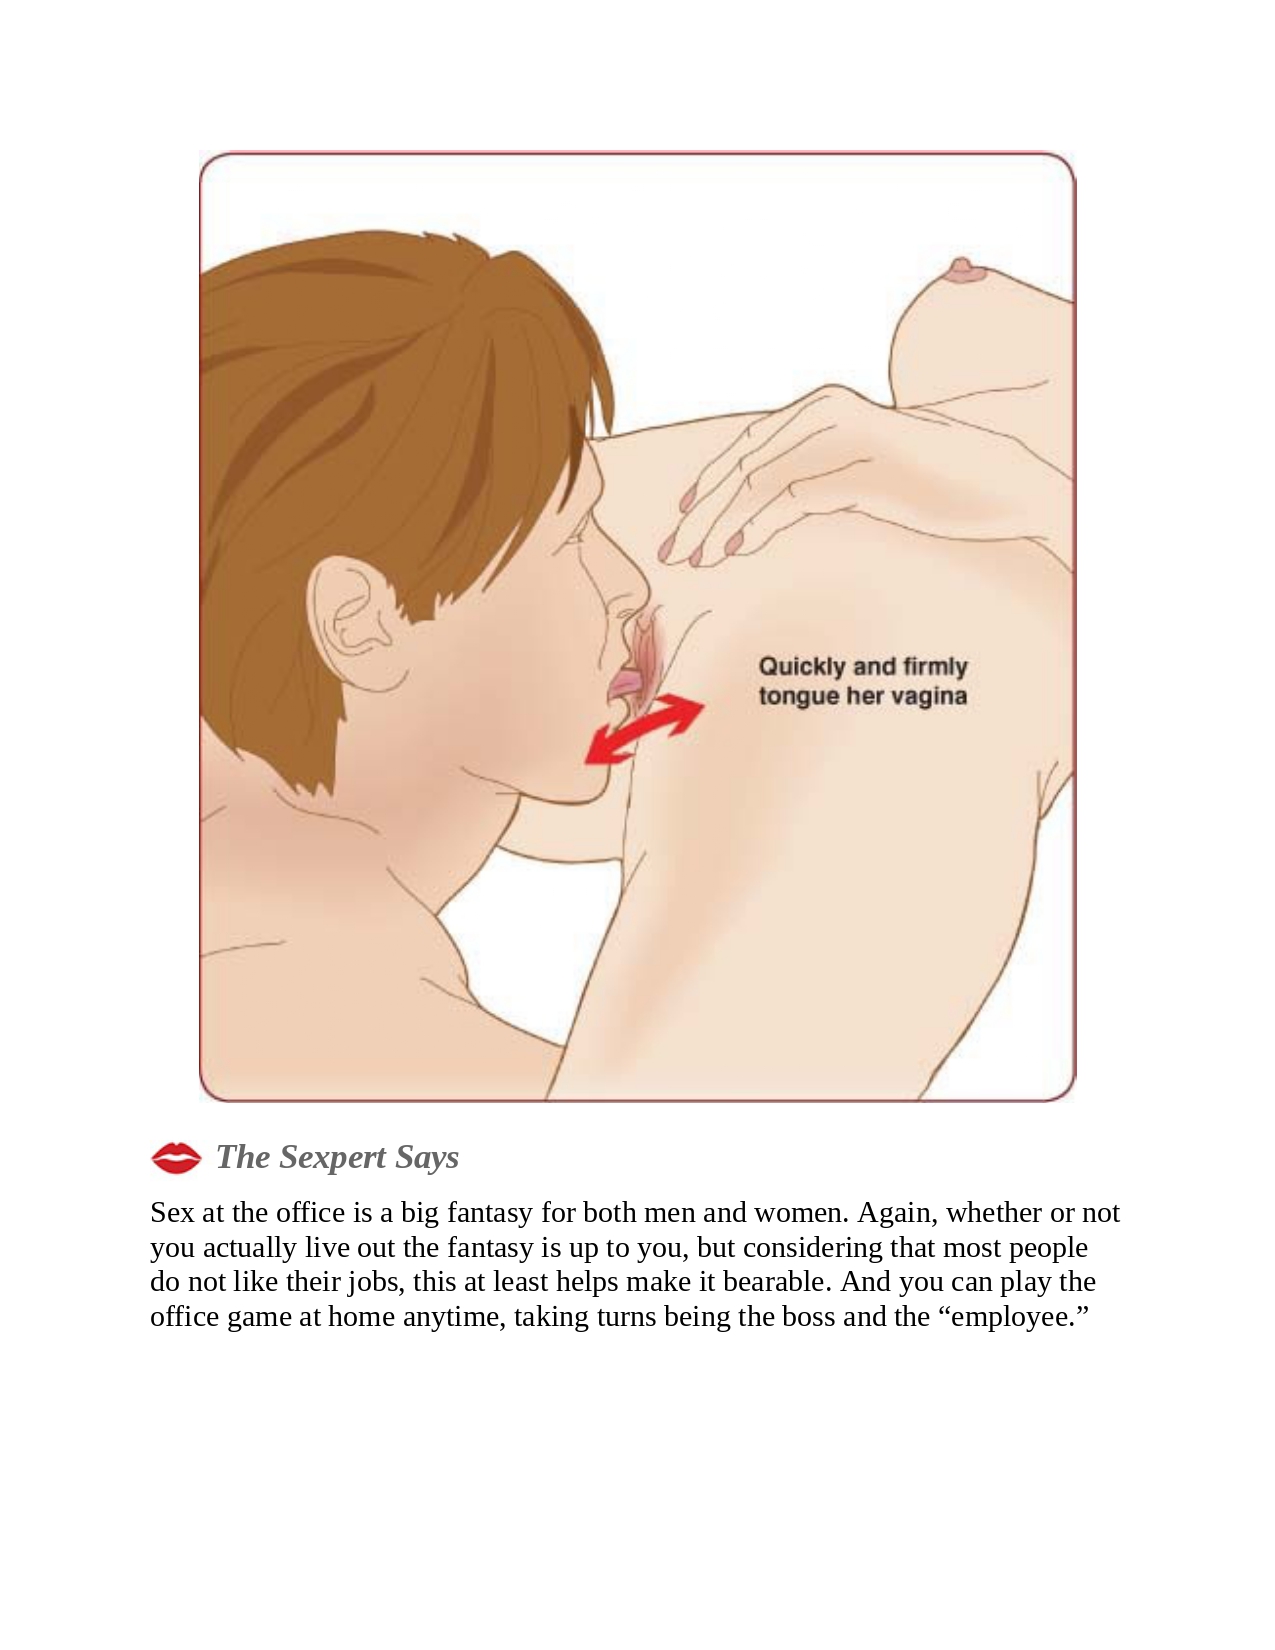 Quickly and firmly
tongue her vagina
The Sexpert Says
Sex at the office is a big fantasy for both men and women. Again, whether or not
you actually live out the fantasy is up to you, but considering that most people
do not like their jobs, this at least helps make it bearable. And you can play the
office game at home anytime, taking turns being the boss and the “employee.”